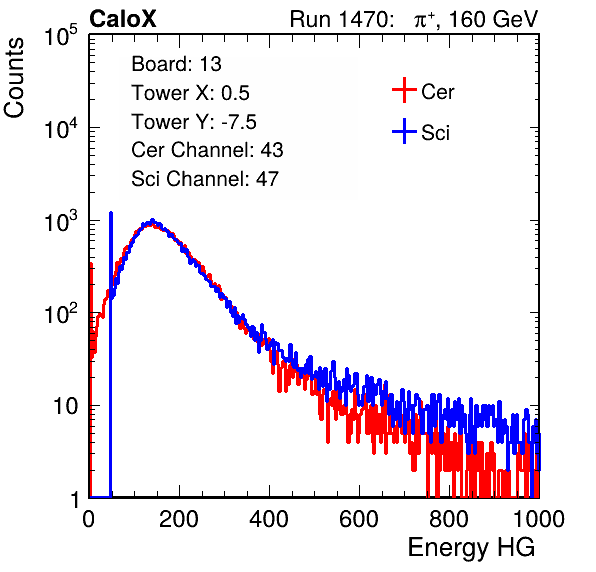 CaloX Run 1470: π⁺, 160 GeV
Counts
10⁵
10⁴
10³
10²
10
1
Board: 13
Tower X: 0.5
Tower Y: -7.5
Cer Channel: 43
Sci Channel: 47
Cer
Sci
0 200 400 600 800 1000
Energy HG